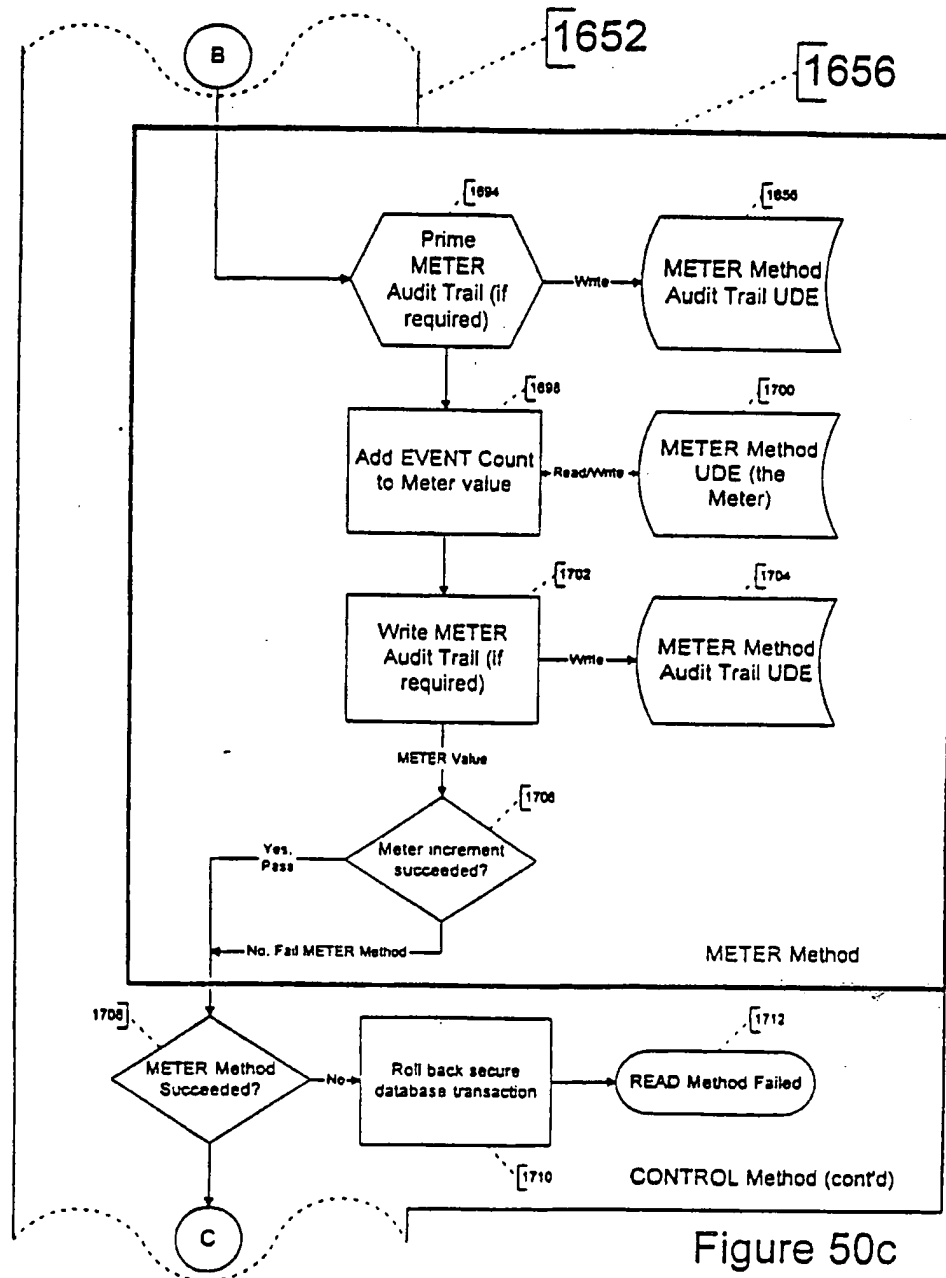 B
1652
1656
1694
Prime
METER
Audit Trail (if
required)
Write
1656
METER Method
Audit Trail UDE
1698
Add EVENT Count
to Meter value
Read/Write
1700
METER Method
UDE (the
Meter)
1702
Write METER
Audit Trail (if
required)
Write
1704
METER Method
Audit Trail UDE
METER Value
1706
Meter increment
succeeded?
Yes,
Pass
No. Fail METER Method
METER Method
1708
METER Method
Succeeded?
No
Roll back secure
database transaction
1710
1712
READ Method Failed
CONTROL Method (cont'd)
C
Figure 50c